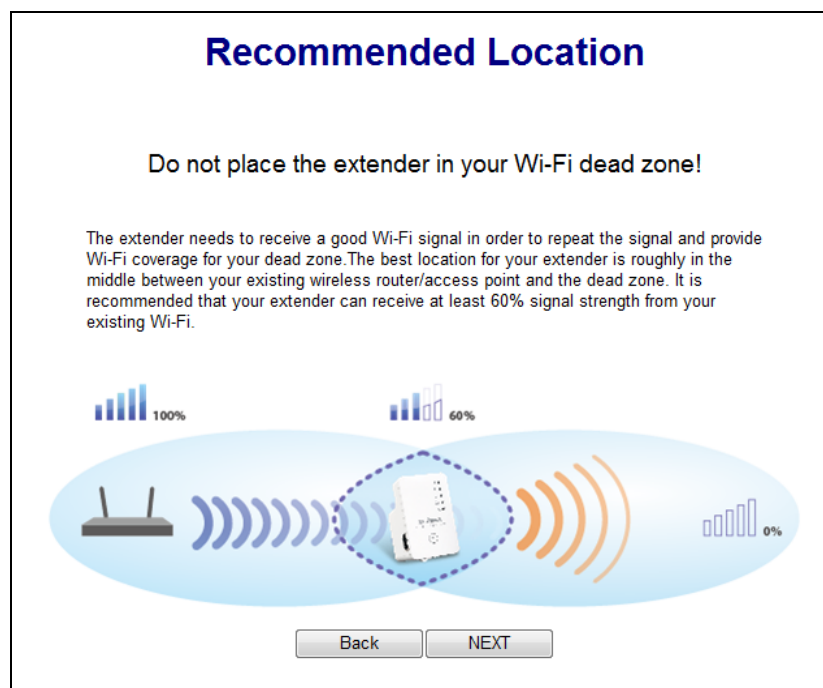 Recommended Location
Do not place the extender in your Wi-Fi dead zone!
The extender needs to receive a good Wi-Fi signal in order to repeat the signal and provide
Wi-Fi coverage for your dead zone.The best location for your extender is roughly in the
middle between your existing wireless router/access point and the dead zone. It is
recommended that your extender can receive at least 60% signal strength from your
existing Wi-Fi.
100%
60%
0%
Back
NEXT